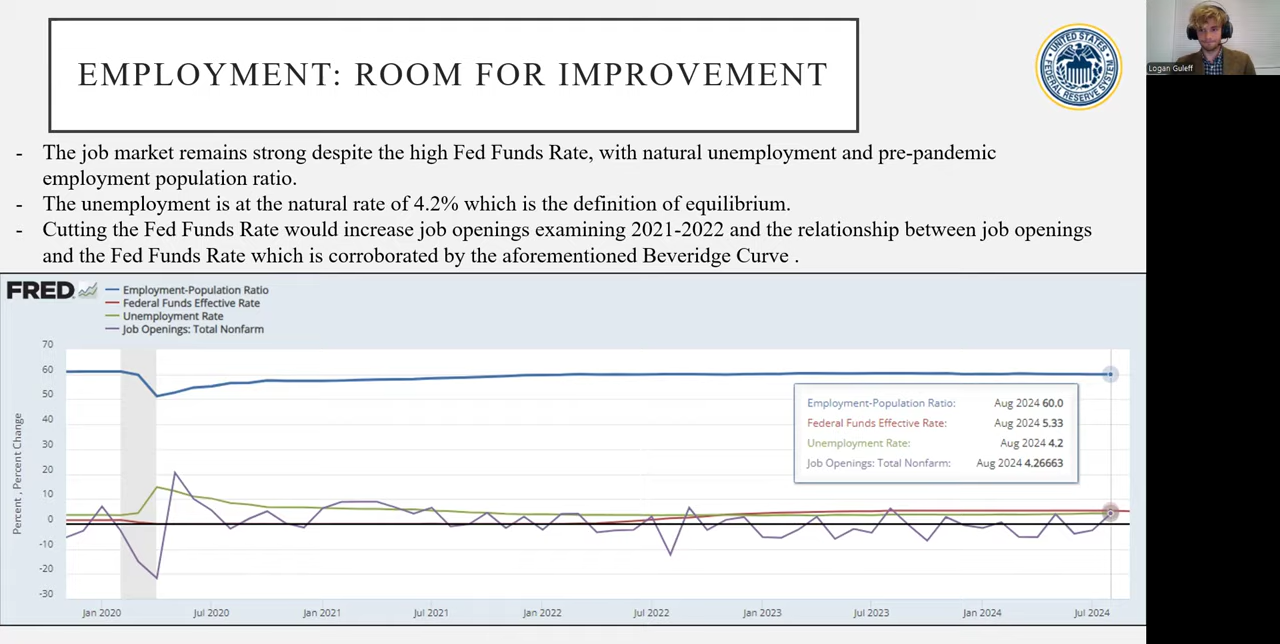 EMPLOYMENT: ROOM FOR IMPROVEMENT
UNITED STATES
FEDERAL RESERVE SYSTEM
Logan Guleff
- The job market remains strong despite the high Fed Funds Rate, with natural unemployment and pre-pandemic
employment population ratio.
- The unemployment is at the natural rate of 4.2% which is the definition of equilibrium.
- Cutting the Fed Funds Rate would increase job openings examining 2021-2022 and the relationship between job openings
and the Fed Funds Rate which is corroborated by the aforementioned Beveridge Curve .
FRED
Employment-Population Ratio
Federal Funds Effective Rate
Unemployment Rate
Job Openings: Total Nonfarm
70
60
50
40
30
20
10
0
-10
-20
-30
Percent , Percent Change
Employment-Population Ratio: Aug 2024 60.0
Federal Funds Effective Rate: Aug 2024 5.33
Unemployment Rate: Aug 2024 4.2
Job Openings: Total Nonfarm: Aug 2024 4.26663
Jan 2020 Jul 2020 Jan 2021 Jul 2021 Jan 2022 Jul 2022 Jan 2023 Jul 2023 Jan 2024 Jul 2024